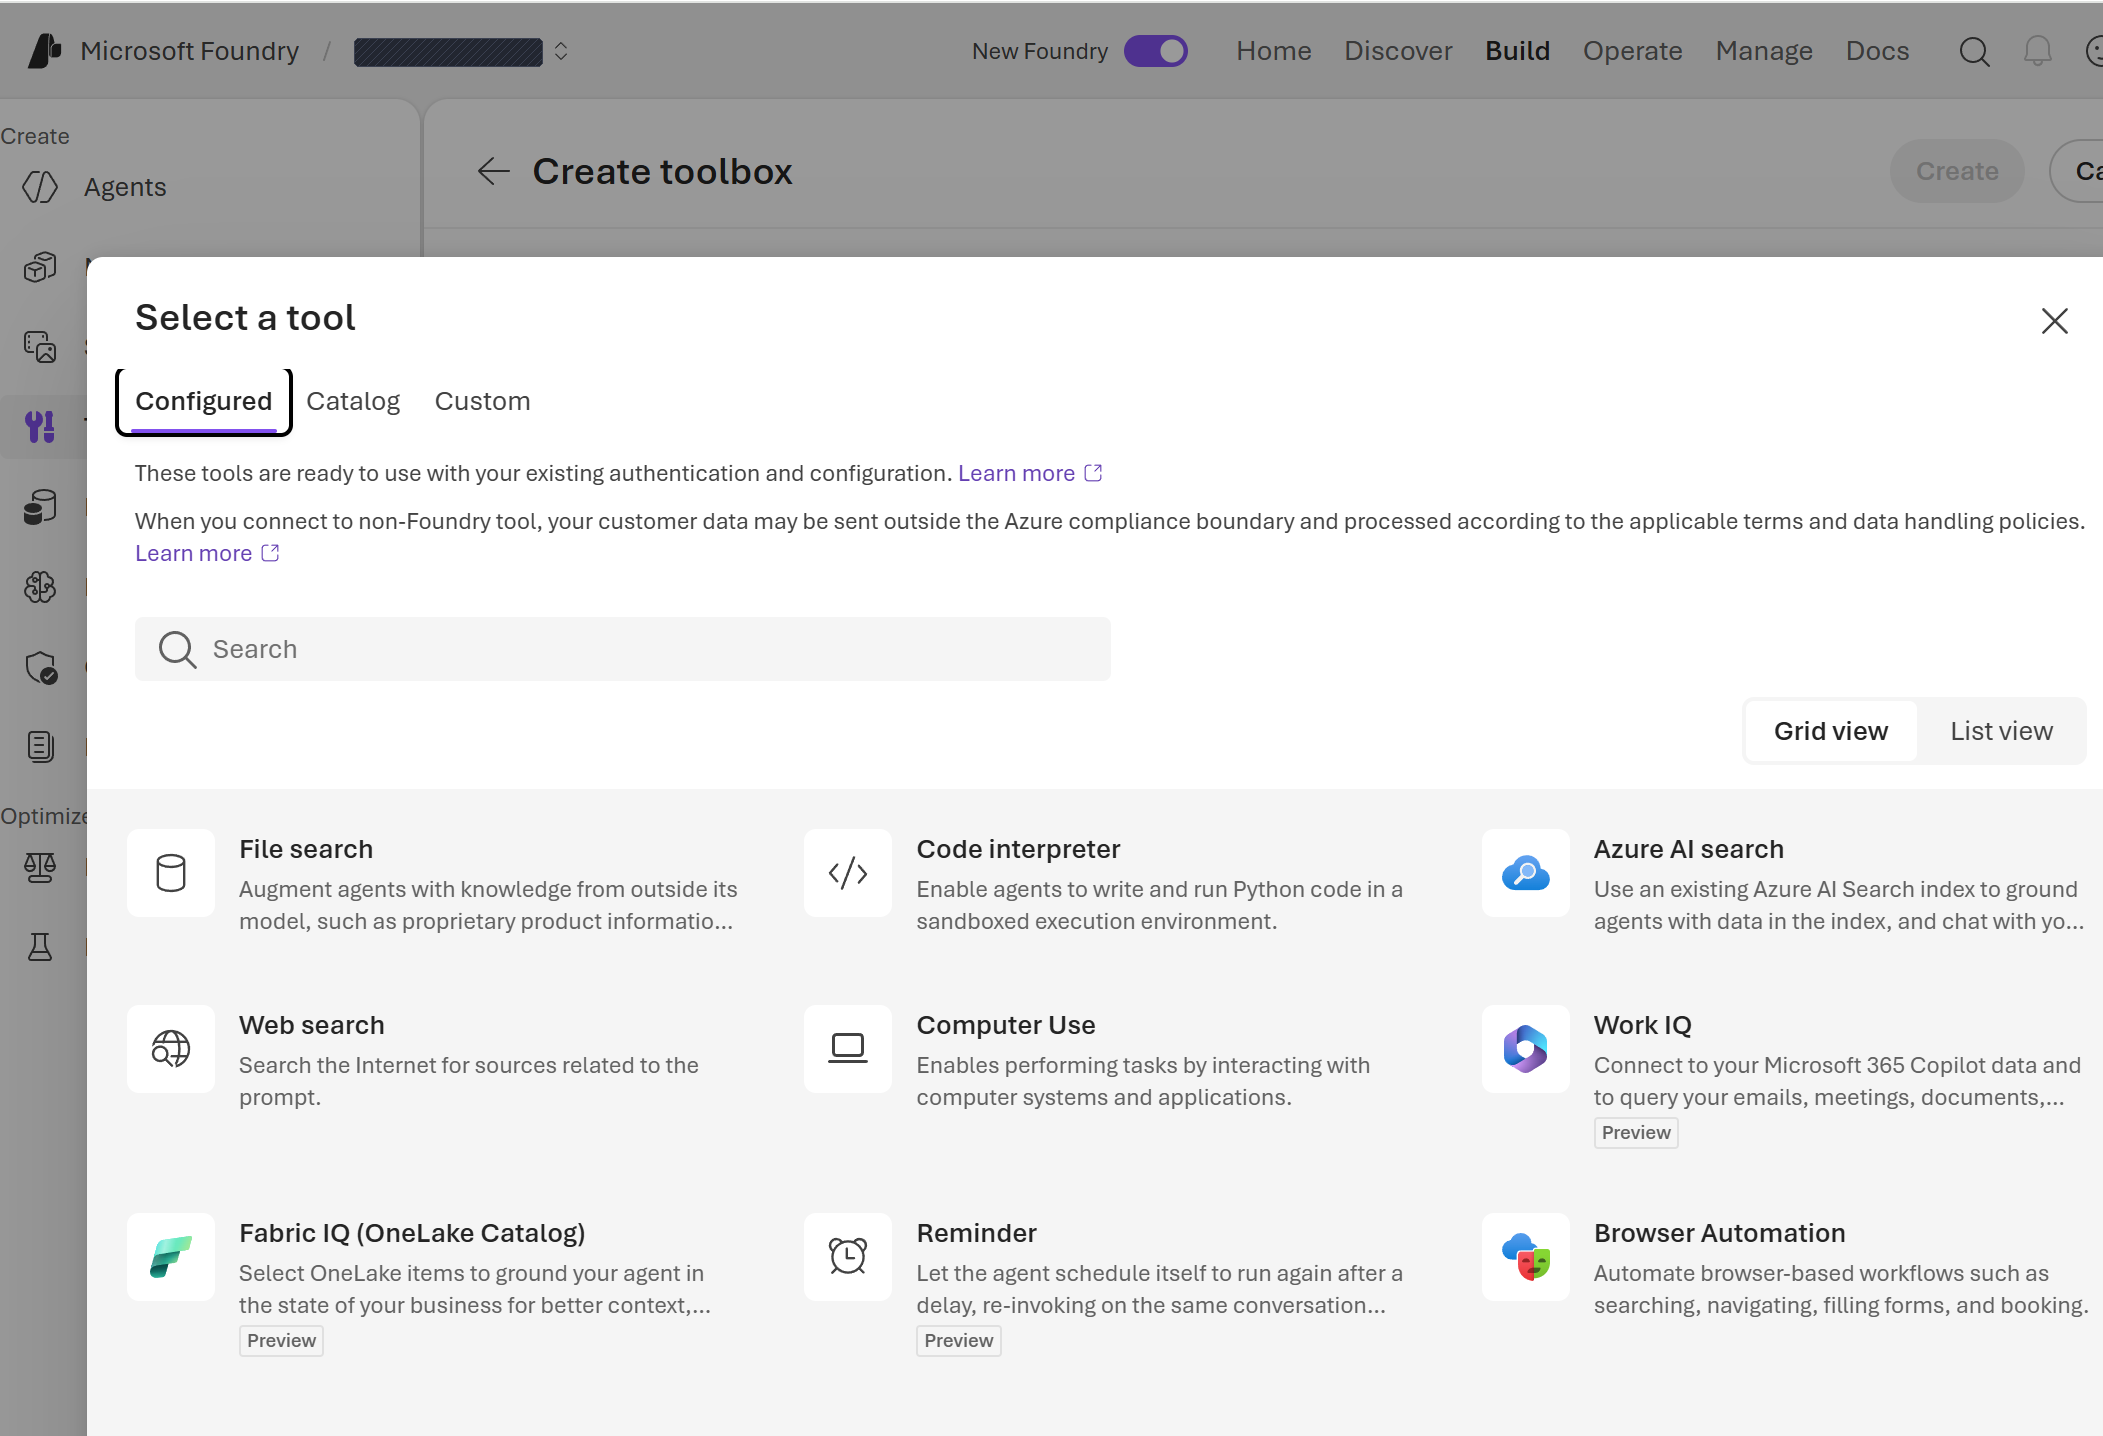 Microsoft Foundry /
New Foundry
Home Discover Build Operate Manage Docs
Create
Agents
Create toolbox
Create
Select a tool
Configured Catalog Custom
These tools are ready to use with your existing authentication and configuration. Learn more
When you connect to non-Foundry tool, your customer data may be sent outside the Azure compliance boundary and processed according to the applicable terms and data handling policies.
Learn more
Search
Grid view List view
Optimize
File search
Augment agents with knowledge from outside its
model, such as proprietary product informatio...
Code interpreter
Enable agents to write and run Python code in a
sandboxed execution environment.
Azure AI search
Use an existing Azure AI Search index to ground
agents with data in the index, and chat with yo...
Web search
Search the Internet for sources related to the
prompt.
Computer Use
Enables performing tasks by interacting with
computer systems and applications.
Work IQ
Connect to your Microsoft 365 Copilot data and
to query your emails, meetings, documents,...
Preview
Fabric IQ (OneLake Catalog)
Select OneLake items to ground your agent in
the state of your business for better context,...
Preview
Reminder
Let the agent schedule itself to run again after a
delay, re-invoking on the same conversation...
Preview
Browser Automation
Automate browser-based workflows such as
searching, navigating, filling forms, and booking.